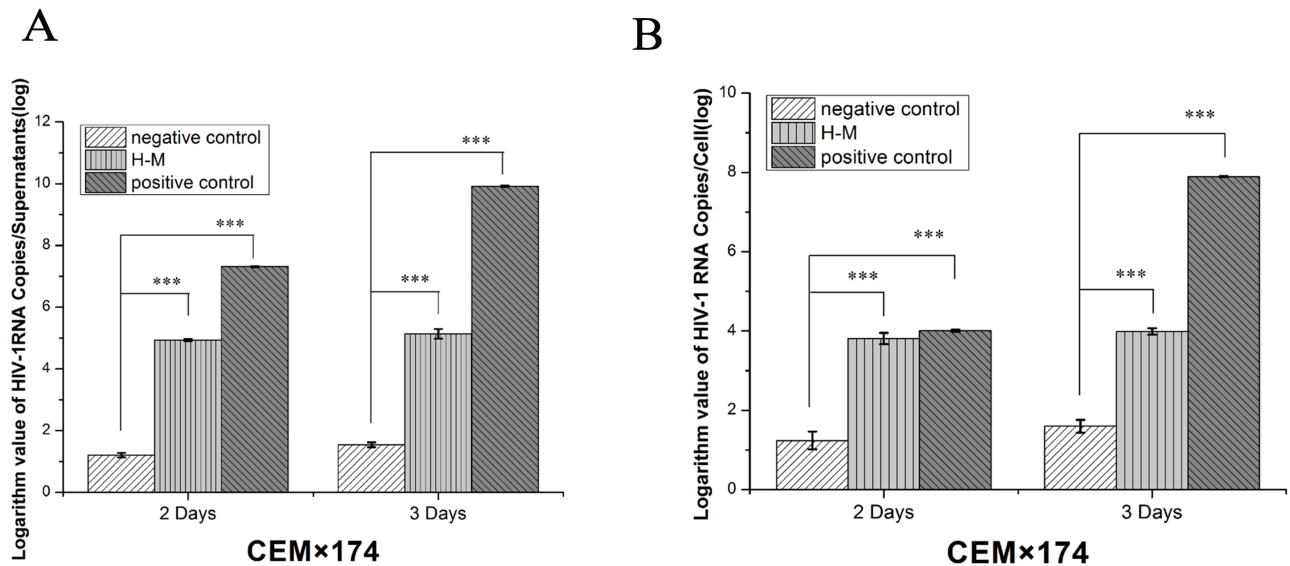 A
Logarithm value of HIV-1RNA Copies/Supernatants(log)
negative control
H-M
positive control
12
10
8
6
4
2
0
***
***
***
***
2 Days
3 Days
CEM×174
B
Logarithm value of HIV-1 RNA Copies/Cell(log)
negative control
H-M
positive control
10
8
6
4
2
0
***
***
***
***
2 Days
3 Days
CEM×174